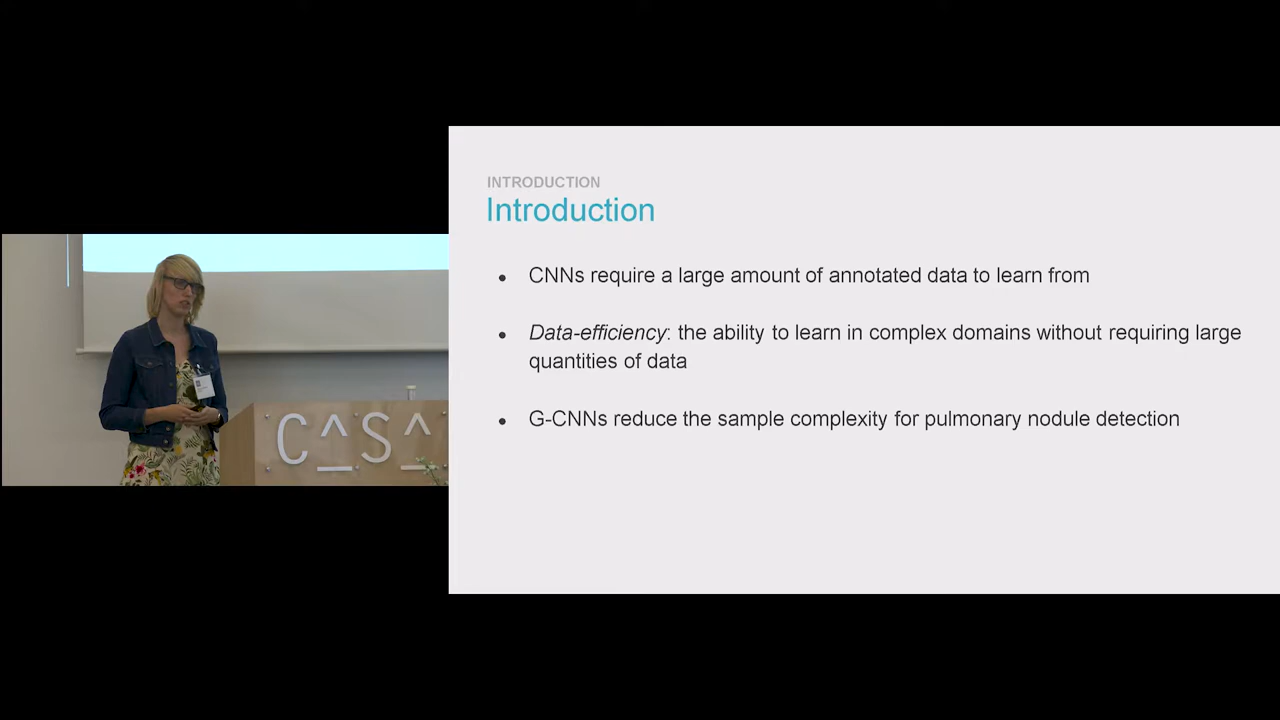 INTRODUCTION
Introduction
• CNNs require a large amount of annotated data to learn from
• Data-efficiency: the ability to learn in complex domains without requiring large
quantities of data
• G-CNNs reduce the sample complexity for pulmonary nodule detection
C^SA